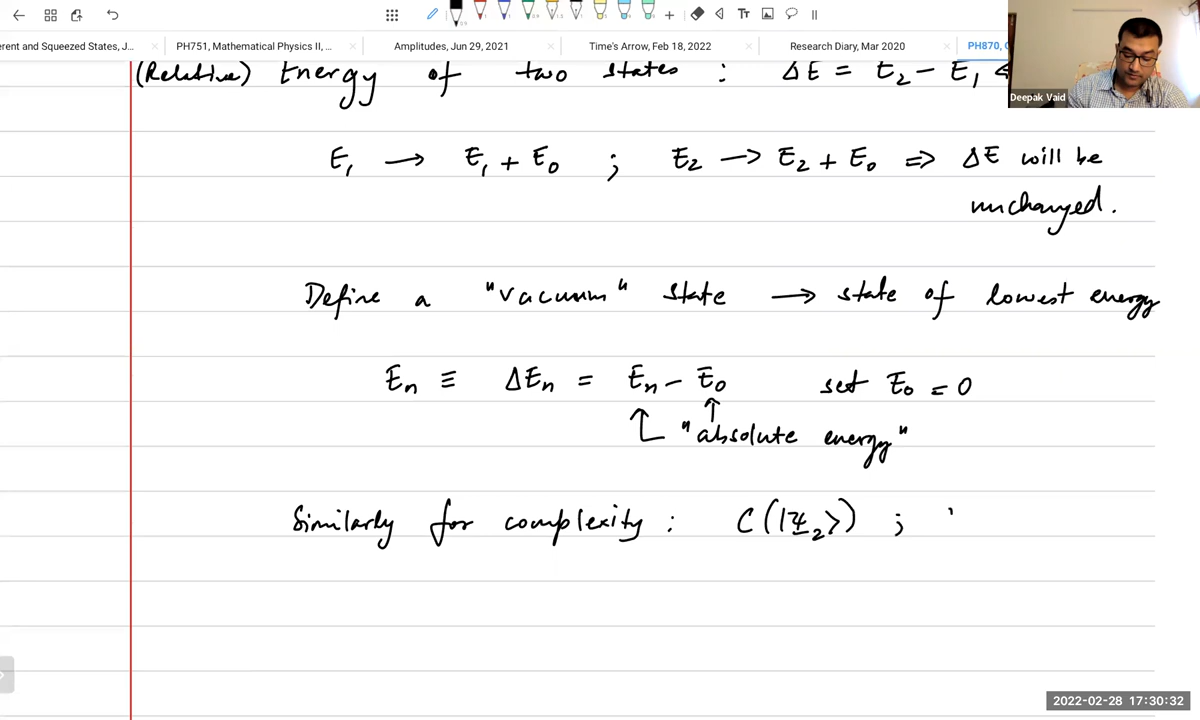 erent and Squeezed States, J...
PH751, Mathematical Physics II, ...
Amplitudes, Jun 29, 2021
Time's Arrow, Feb 18, 2022
Research Diary, Mar 2020
PH870,
Deepak Vaid
(Relative) Energy of two states : ΔE = E₂ - E₁
E₁ → E₁ + E₀ ; E₂ → E₂ + E₀ ⇒ ΔE will be
unchanged.
Define a "vacuum" state → state of lowest energy
Eₙ ≡ ΔEₙ = Eₙ - E₀ set E₀ = 0
"absolute energy"
Similarly for complexity : C(|Ψ₂>) ;
2022-02-28 17:30:32